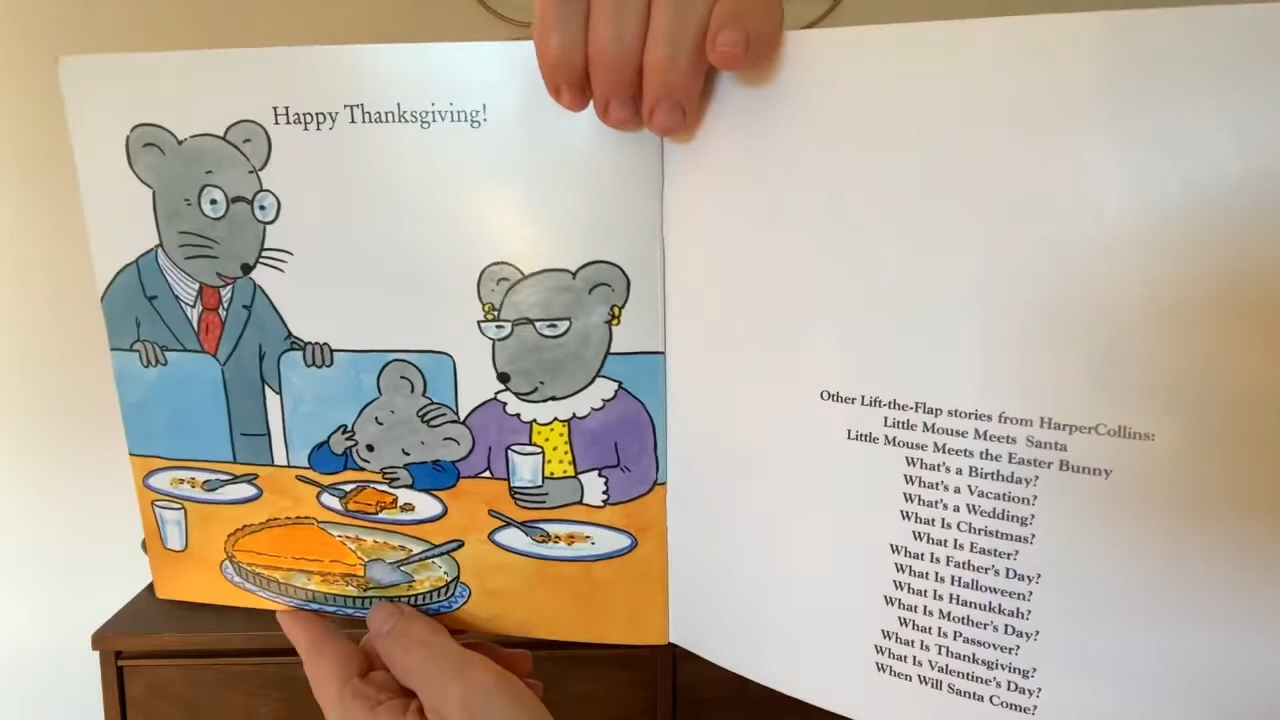 Happy Thanksgiving!
Other Lift-the-Flap stories from HarperCollins:
Little Mouse Meets Santa
Little Mouse Meets the Easter Bunny
What's a Birthday?
What's a Vacation?
What's a Wedding?
What Is Christmas?
What Is Easter?
What Is Father's Day?
What Is Halloween?
What Is Hanukkah?
What Is Mother's Day?
What Is Passover?
What Is Thanksgiving?
What Is Valentine's Day?
When Will Santa Come?